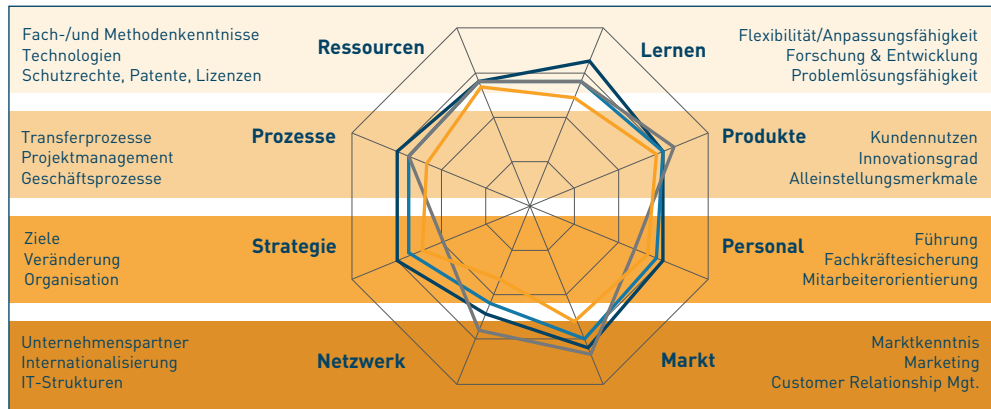 Fach-/und Methodenkenntnisse
Technologien
Schutzrechte, Patente, Lizenzen
Ressourcen
Lernen
Flexibilität/Anpassungsfähigkeit
Forschung & Entwicklung
Problemlösungsfähigkeit
Transferprozesse
Projektmanagement
Geschäftsprozesse
Prozesse
Produkte
Kundennutzen
Innovationsgrad
Alleinstellungsmerkmale
Ziele
Veränderung
Organisation
Strategie
Personal
Führung
Fachkräftesicherung
Mitarbeiterorientierung
Unternehmenspartner
Internationalisierung
IT-Strukturen
Netzwerk
Markt
Marktkenntnis
Marketing
Customer Relationship Mgt.